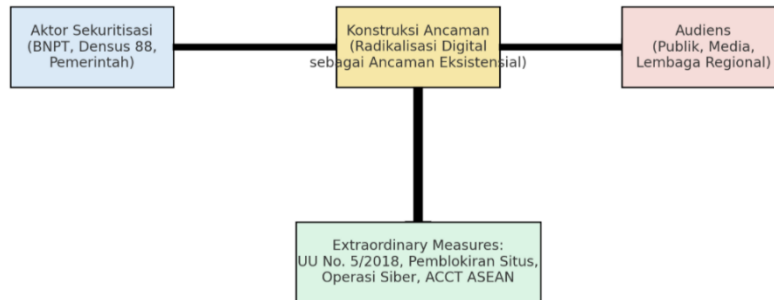 Aktor Sekuritisasi
(BNPT, Densus 88,
Pemerintah)
Konstruksi Ancaman
(Radikalisasi Digital
sebagai Ancaman Eksistensial)
Audiens
(Publik, Media,
Lembaga Regional)
Extraordinary Measures:
UU No. 5/2018, Pemblokiran Situs,
Operasi Siber, ACCT ASEAN